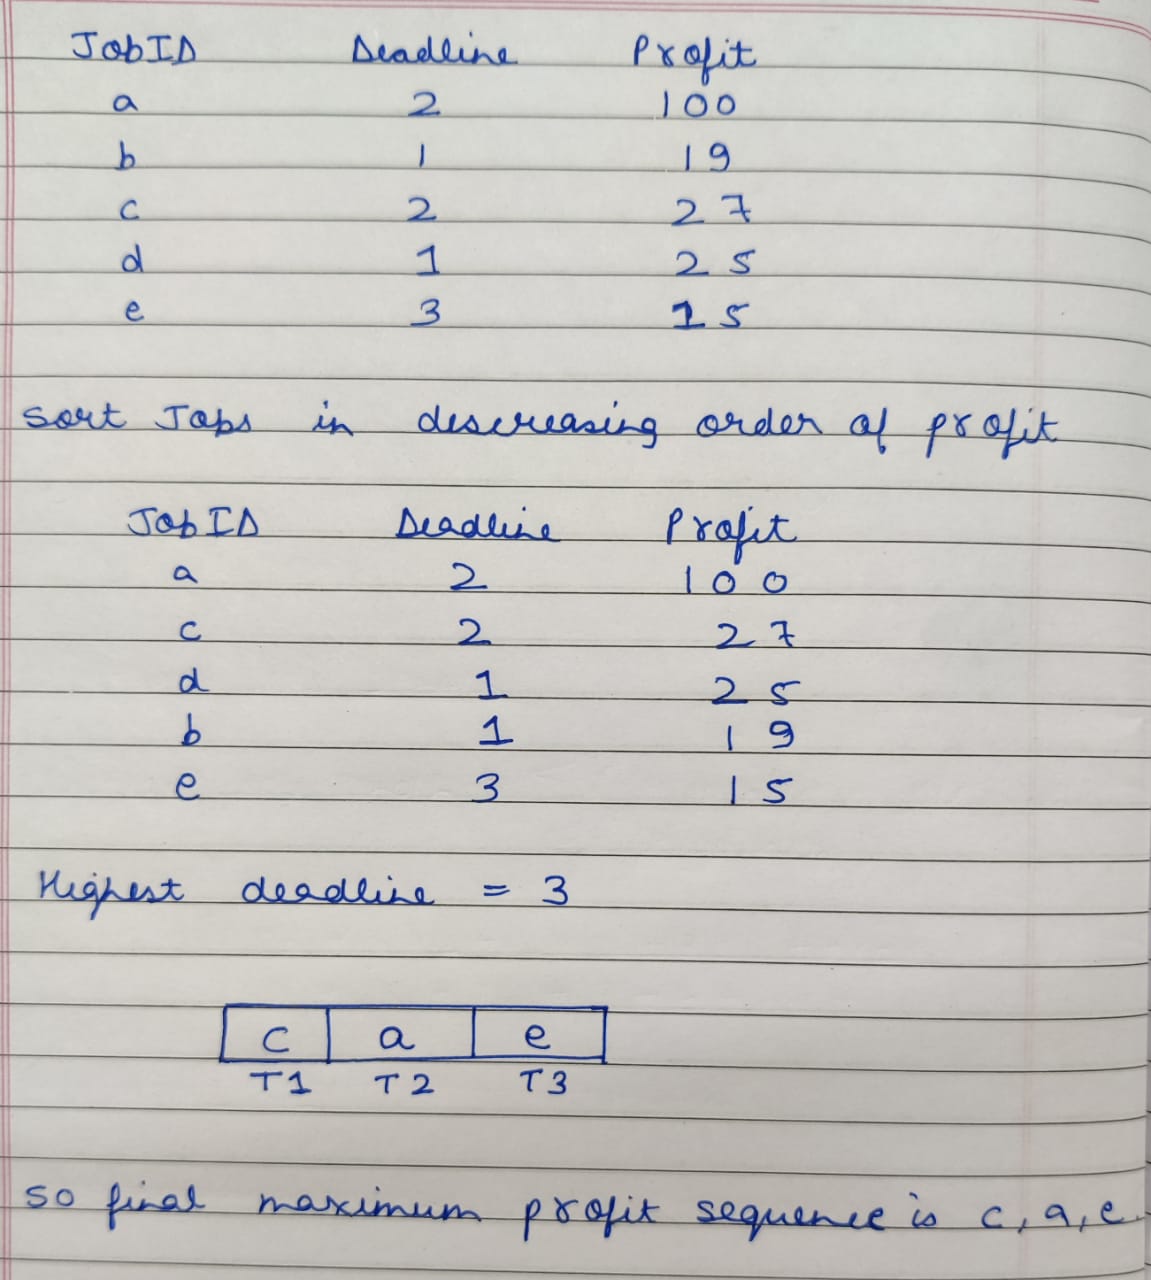 JobID Deadline Profit
a 2 100
b 1 19
c 2 27
d 1 25
e 3 15
Sort Jobs in descreasing order of profit
JobID Deadline Profit
a 2 100
c 2 27
d 1 25
b 1 19
e 3 15
Highest deadline = 3
c a e
T1 T2 T3
so final maximum profit sequence is c, a, e.